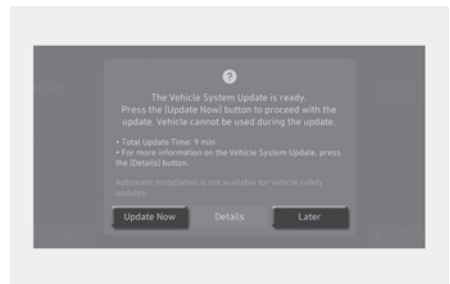 ?
The Vehicle System Update is ready.
Press the [Update Now] button to proceed with the
update. Vehicle cannot be used during the update.
• Total Update Time: 9 min
• For more information on the Vehicle System Update, press
the [Details] button.
Automatic installation is not available for vehicle safety
updates.
Update Now Details Later